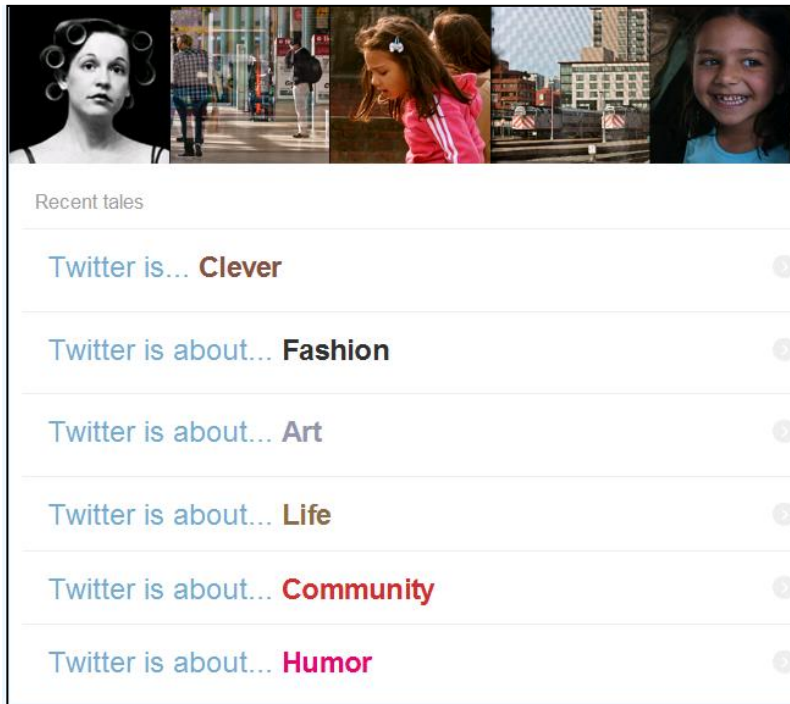 Recent tales
Twitter is... Clever
Twitter is about... Fashion
Twitter is about... Art
Twitter is about... Life
Twitter is about... Community
Twitter is about... Humor